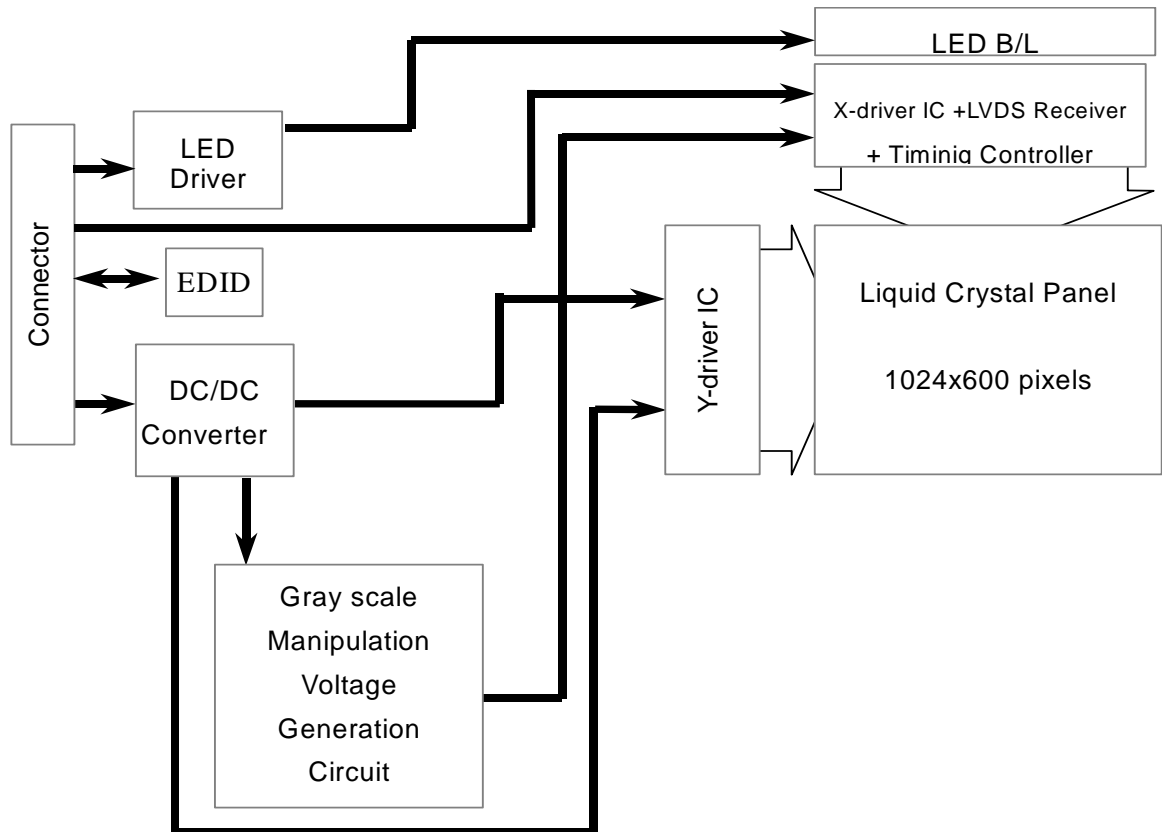 LED B/L
X-driver IC +LVDS Receiver
+ Timinig Controller
LED
Driver
Connector
EDID
Y-driver IC
Liquid Crystal Panel
1024x600 pixels
DC/DC
Converter
Gray scale
Manipulation
Voltage
Generation
Circuit